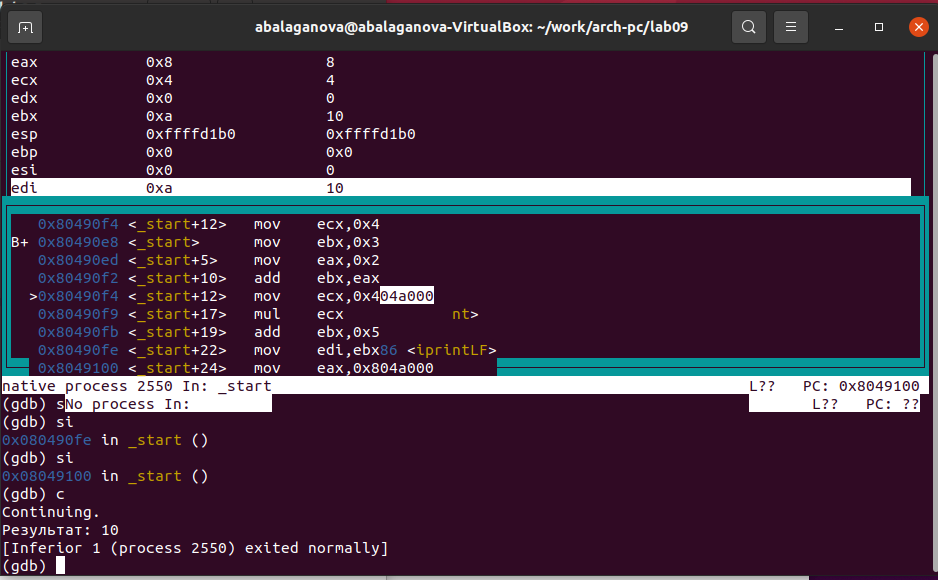 abalaganova@abalaganova-VirtualBox: ~/work/arch-pc/lab09
eax 0x8 8
ecx 0x4 4
edx 0x0 0
ebx 0xa 10
esp 0xffffd1b0 0xffffd1b0
ebp 0x0 0x0
esi 0x0 0
edi 0xa 10
0x80490f4 <_start+12> mov ecx,0x4
B+ 0x80490e8 <_start> mov ebx,0x3
0x80490ed <_start+5> mov eax,0x2
0x80490f2 <_start+10> add ebx,eax
>0x80490f4 <_start+12> mov ecx,0x404a000
0x80490f9 <_start+17> mul ecx nt>
0x80490fb <_start+19> add ebx,0x5
0x80490fe <_start+22> mov edi,ebx86 <iprintLF>
0x8049100 <_start+24> mov eax,0x804a000
native process 2550 In: _start L?? PC: 0x8049100
(gdb) sNo process In: L?? PC: ??
(gdb) si
0x080490fe in _start ()
(gdb) si
0x08049100 in _start ()
(gdb) c
Continuing.
Результат: 10
[Inferior 1 (process 2550) exited normally]
(gdb)